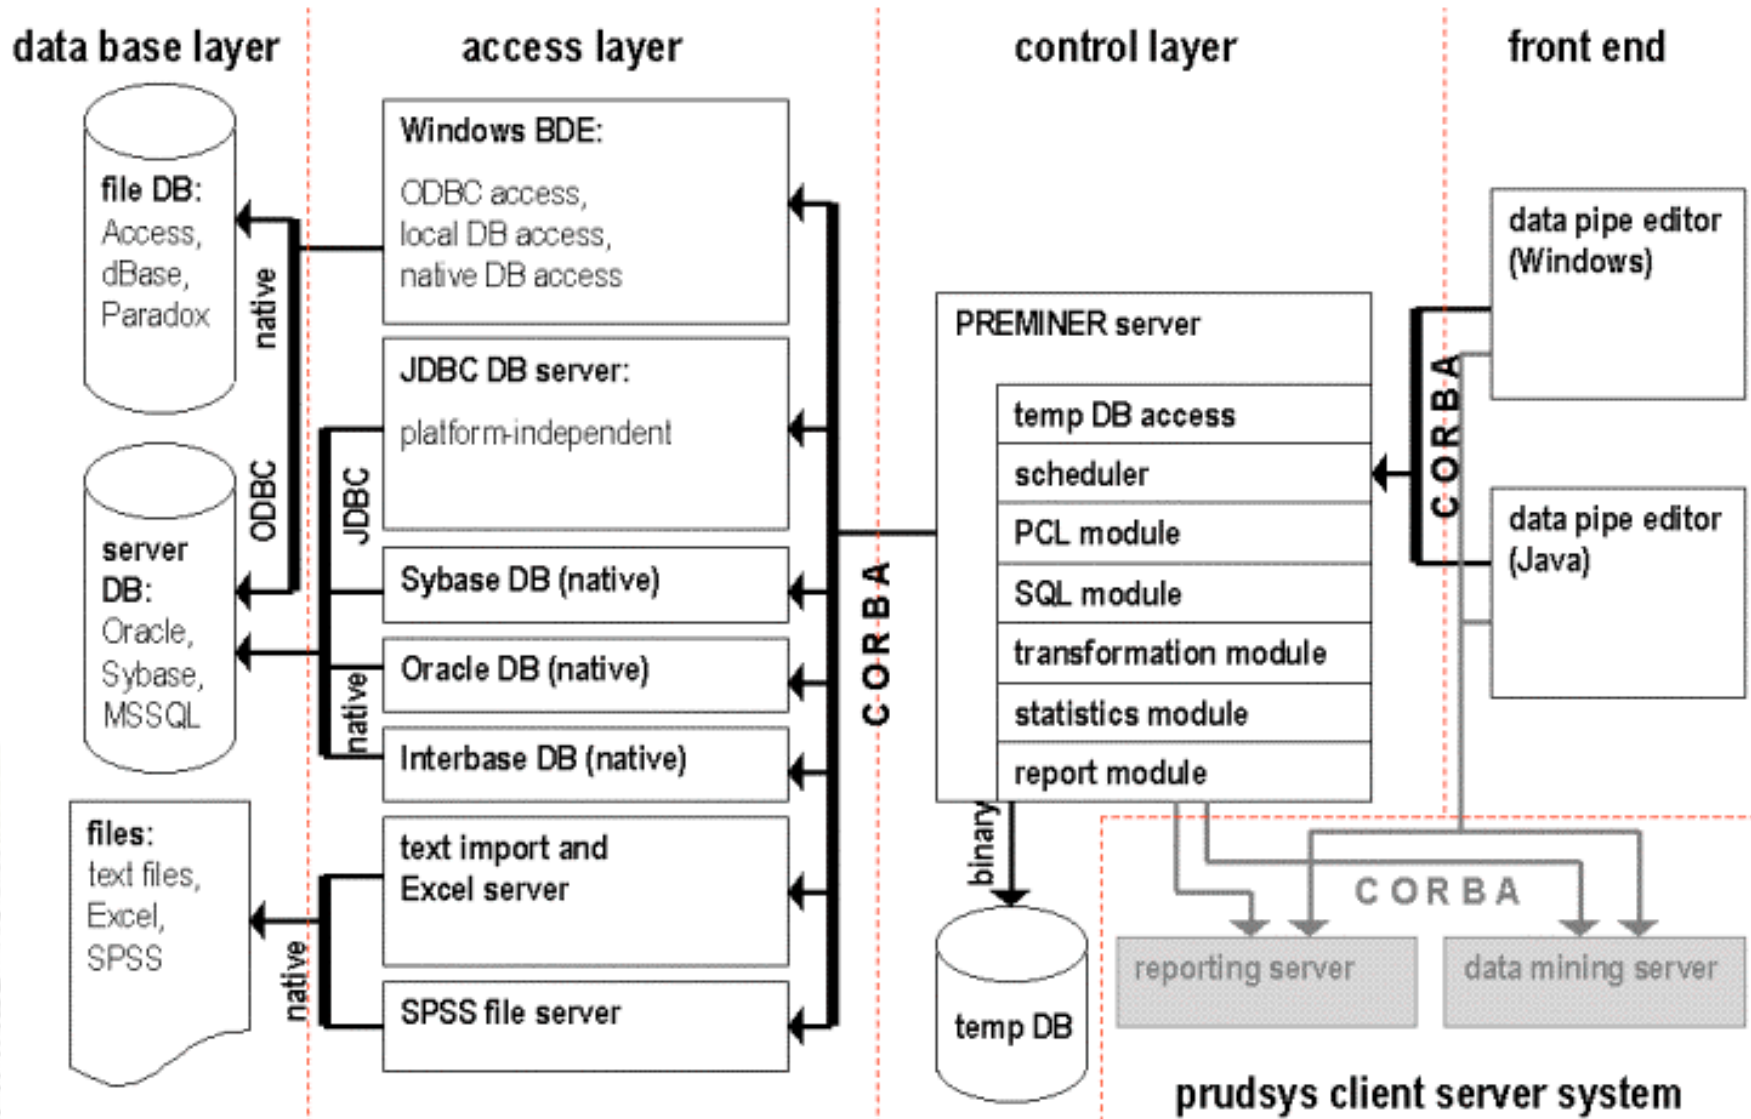 data base layer
access layer
control layer
front end
file DB:
Access,
dBase,
Paradox
native
ODBC
server
DB:
Oracle,
Sybase,
MSSQL
files:
text files,
Excel,
SPSS
native
Windows BDE:
ODBC access,
local DB access,
native DB access
JDBC DB server:
platform-independent
JDBC
Sybase DB (native)
Oracle DB (native)
native
Interbase DB (native)
text import and
Excel server
SPSS file server
CORBA
PREMINER server
temp DB access
scheduler
PCL module
SQL module
transformation module
statistics module
report module
binary
temp DB
data pipe editor
(Windows)
CORBA
data pipe editor
(Java)
CORBA
reporting server
data mining server
prudsys client server system